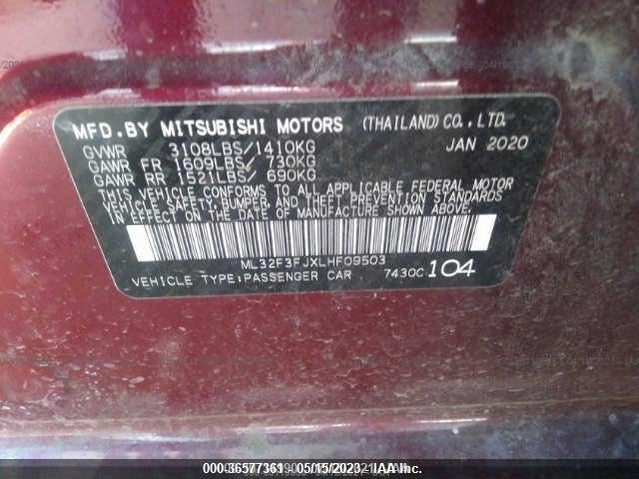 MFD.BY MITSUBISHI MOTORS (THAILAND) CO., LTD.
GVWR 3108LBS/1410KG JAN 2020
GAWR FR 1609LBS/ 730KG
GAWR RR 1521LBS/ 690KG
THIS VEHICLE CONFORMS TO ALL APPLICABLE FEDERAL MOTOR
VEHICLE SAFETY, BUMPER, AND THEFT PREVENTION STANDARDS
IN EFFECT ON THE DATE OF MANUFACTURE SHOWN ABOVE.
ML32F3FJXLHF09503
VEHICLE TYPE:PASSENGER CAR 7430C 104
000-36577361 05/15/2023 IAA Inc.